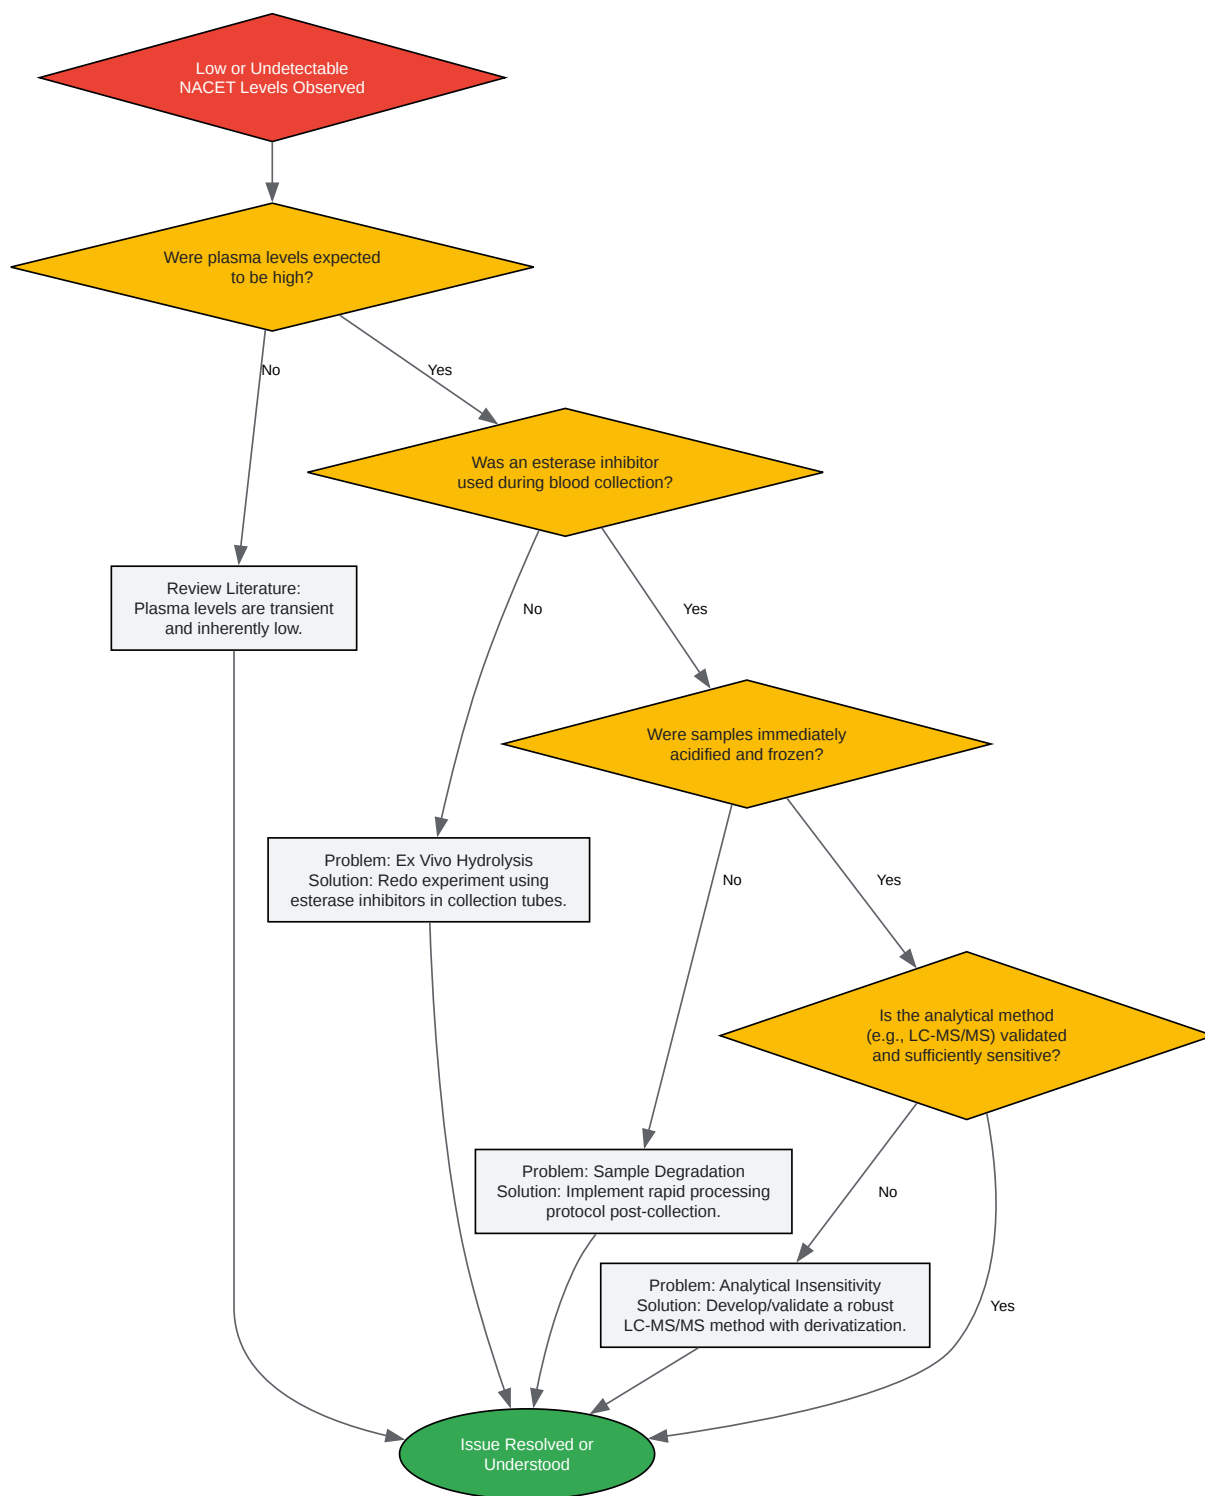 Low or Undetectable
NACET Levels Observed
Were plasma levels expected
to be high?
No
Yes
Was an esterase inhibitor
used during blood collection?
Review Literature:
Plasma levels are transient
and inherently low.
No
Yes
Were samples immediately
acidified and frozen?
Problem: Ex Vivo Hydrolysis
Solution: Redo experiment using
esterase inhibitors in collection tubes.
No
Yes
Is the analytical method
(e.g., LC-MS/MS) validated
and sufficiently sensitive?
Problem: Sample Degradation
Solution: Implement rapid processing
protocol post-collection.
No
Problem: Analytical Insensitivity
Solution: Develop/validate a robust
LC-MS/MS method with derivatization.
Yes
Issue Resolved or
Understood